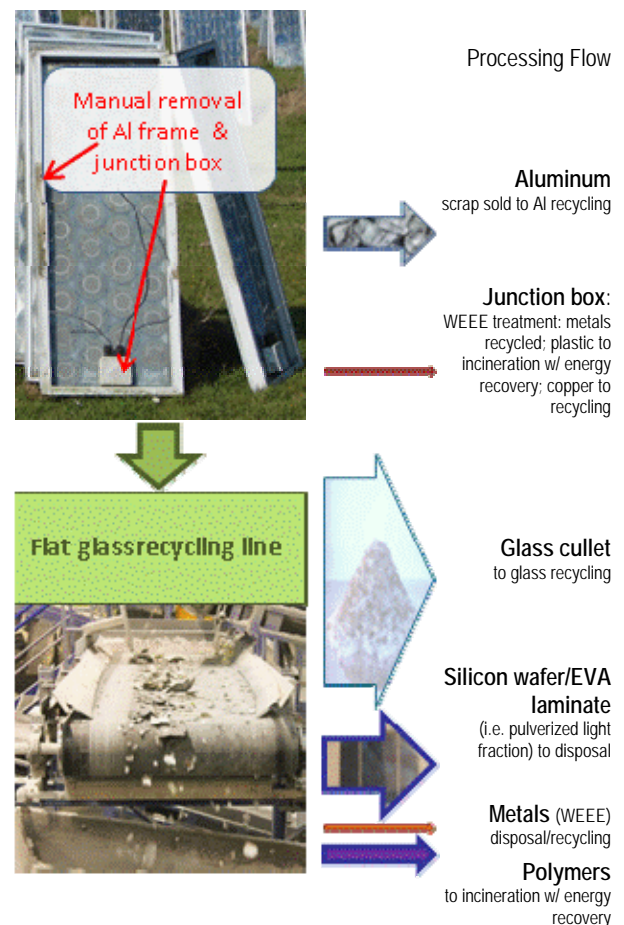 Processing Flow
Manual removal
of Al frame &
junction box
Aluminum
scrap sold to Al recycling
Junction box:
WEEE treatment: metals
recycled; plastic to
incineration w/ energy
recovery; copper to
recycling
Flat glassrecycling line
Glass cullet
to glass recycling
Silicon wafer/EVA
laminate
(i.e. pulverized light
fraction) to disposal
Metals (WEEE)
disposal/recycling
Polymers
to incineration w/ energy
recovery